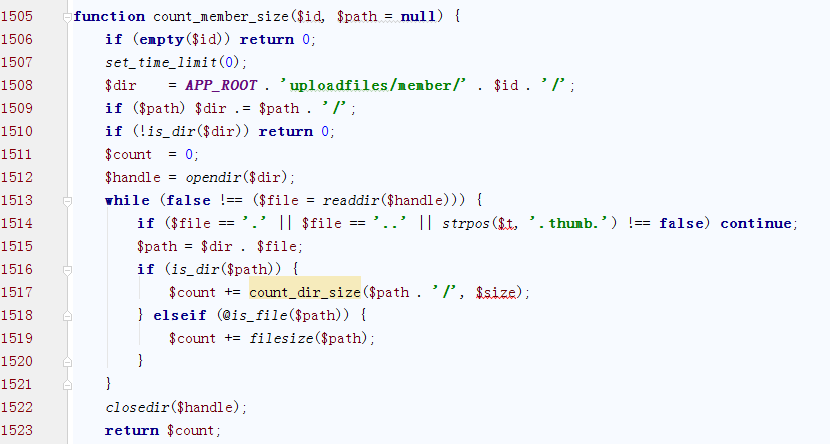 1505 function count_member_size($id, $path = null) {
1506     if (empty($id)) return 0;
1507     set_time_limit(0);
1508     $dir    = APP_ROOT . 'uploadfiles/member/' . $id . '/';
1509     if ($path) $dir .= $path . '/';
1510     if (!is_dir($dir)) return 0;
1511     $count  = 0;
1512     $handle = opendir($dir);
1513     while (false !== ($file = readdir($handle))) {
1514         if ($file == '.' || $file == '..' || strpos($t, '.thumb.') !== false) continue;
1515         $path = $dir . $file;
1516         if (is_dir($path)) {
1517             $count += count_dir_size($path . '/', $size);
1518         } elseif (@is_file($path)) {
1519             $count += filesize($path);
1520         }
1521     }
1522     closedir($handle);
1523     return $count;